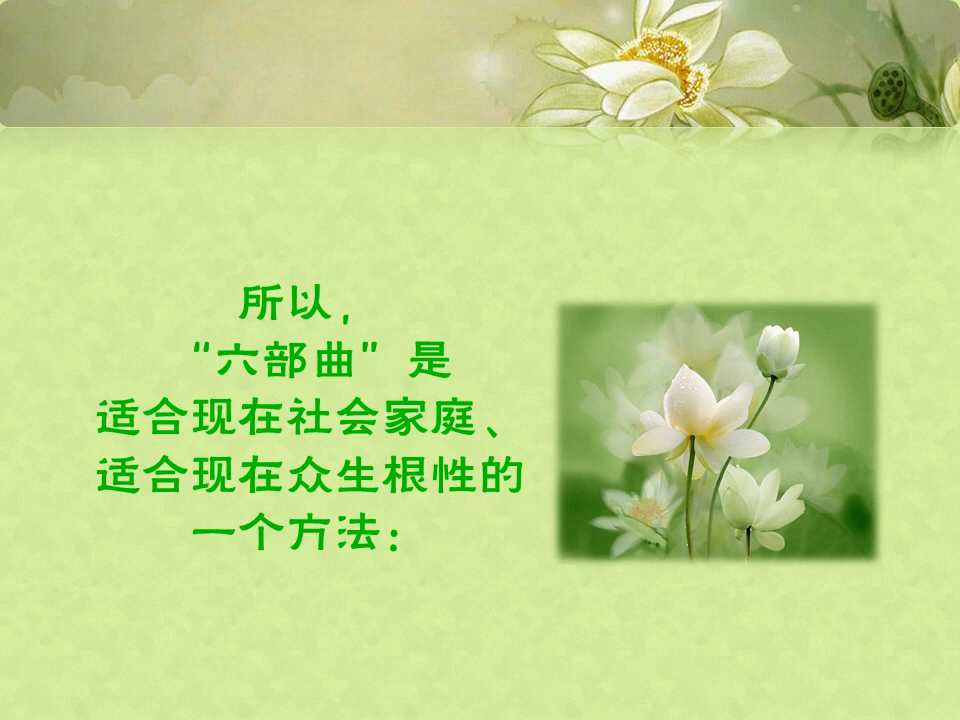 所以，
“六部曲”是
适合现在社会家庭、
适合现在众生根性的
一个方法：